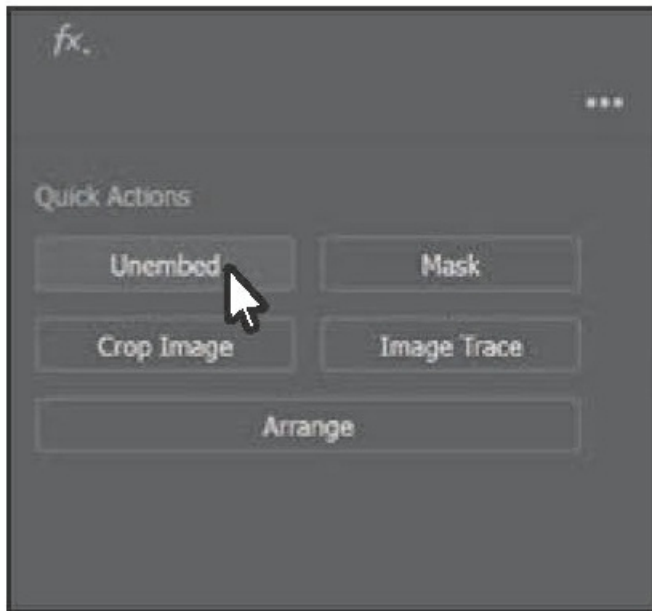 fx.
Quick Actions
Unembed
Mask
Crop Image
Image Trace
Arrange